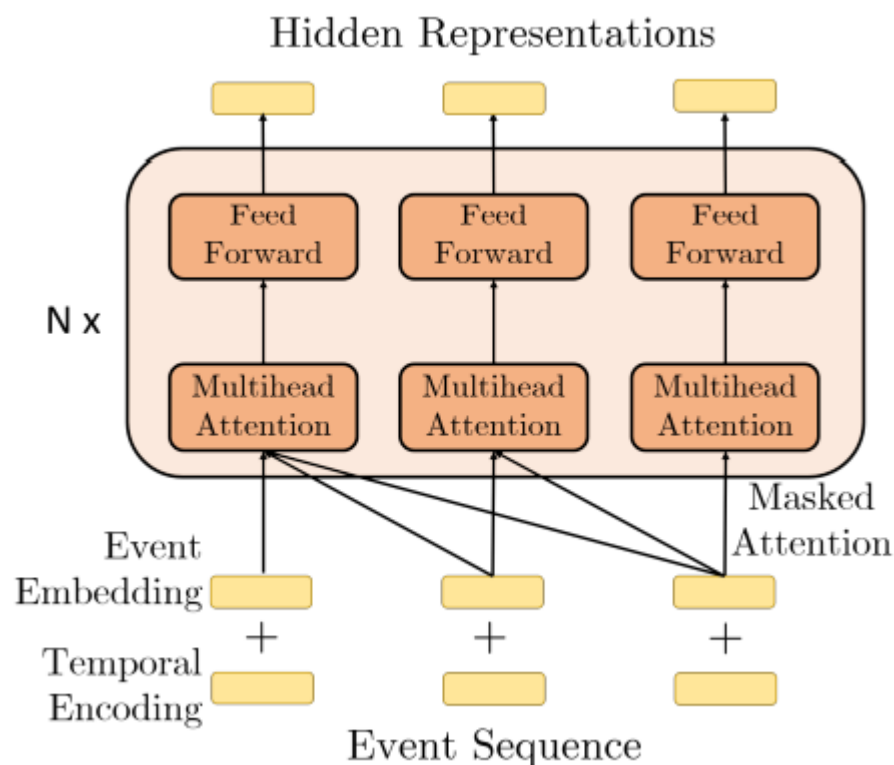 Hidden Representations
Feed
Forward
Feed
Forward
Feed
Forward
N x
Multihead
Attention
Multihead
Attention
Multihead
Attention
Masked
Attention
Event
Embedding
+
+
+
Temporal
Encoding
Event Sequence